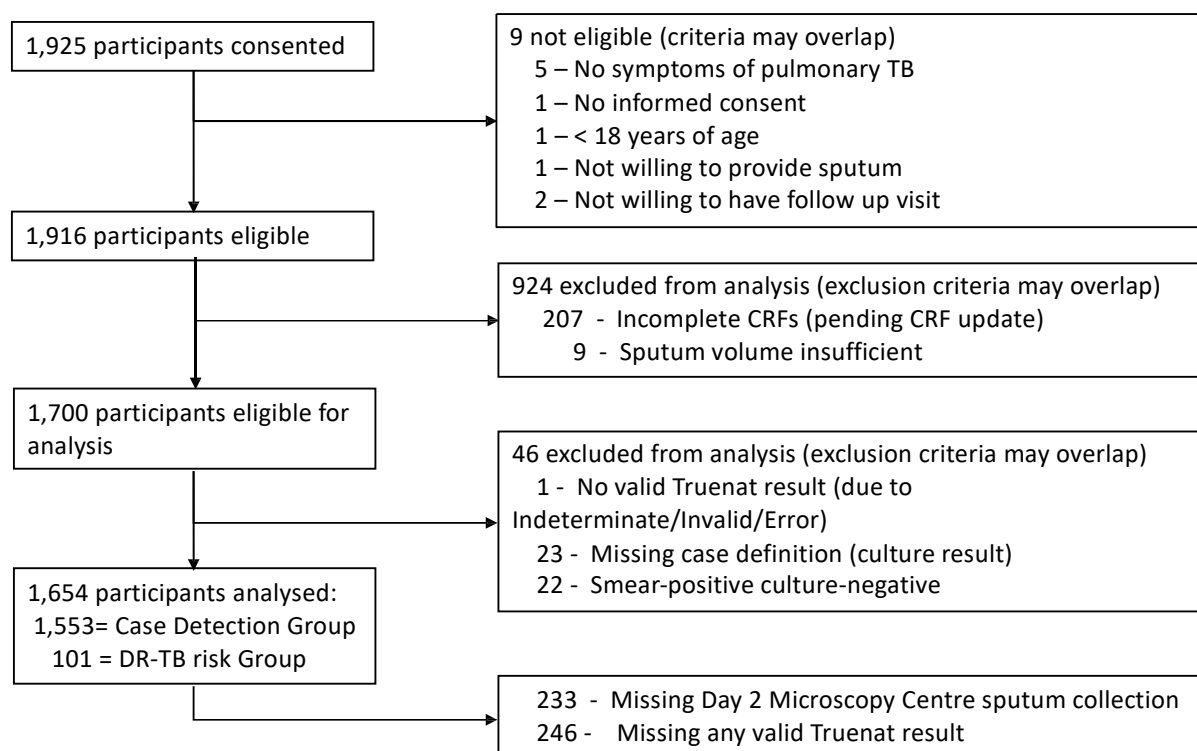 1,925 participants consented
9 not eligible (criteria may overlap)
5 – No symptoms of pulmonary TB
1 – No informed consent
1 – < 18 years of age
1 – Not willing to provide sputum
2 – Not willing to have follow up visit
1,916 participants eligible
924 excluded from analysis (exclusion criteria may overlap)
207 - Incomplete CRFs (pending CRF update)
9 - Sputum volume insufficient
1,700 participants eligible for
analysis
46 excluded from analysis (exclusion criteria may overlap)
1 - No valid Truenat result (due to
Indeterminate/Invalid/Error)
23 - Missing case definition (culture result)
22 - Smear-positive culture-negative
1,654 participants analysed:
1,553= Case Detection Group
101 = DR-TB risk Group
233 - Missing Day 2 Microscopy Centre sputum collection
246 - Missing any valid Truenat result